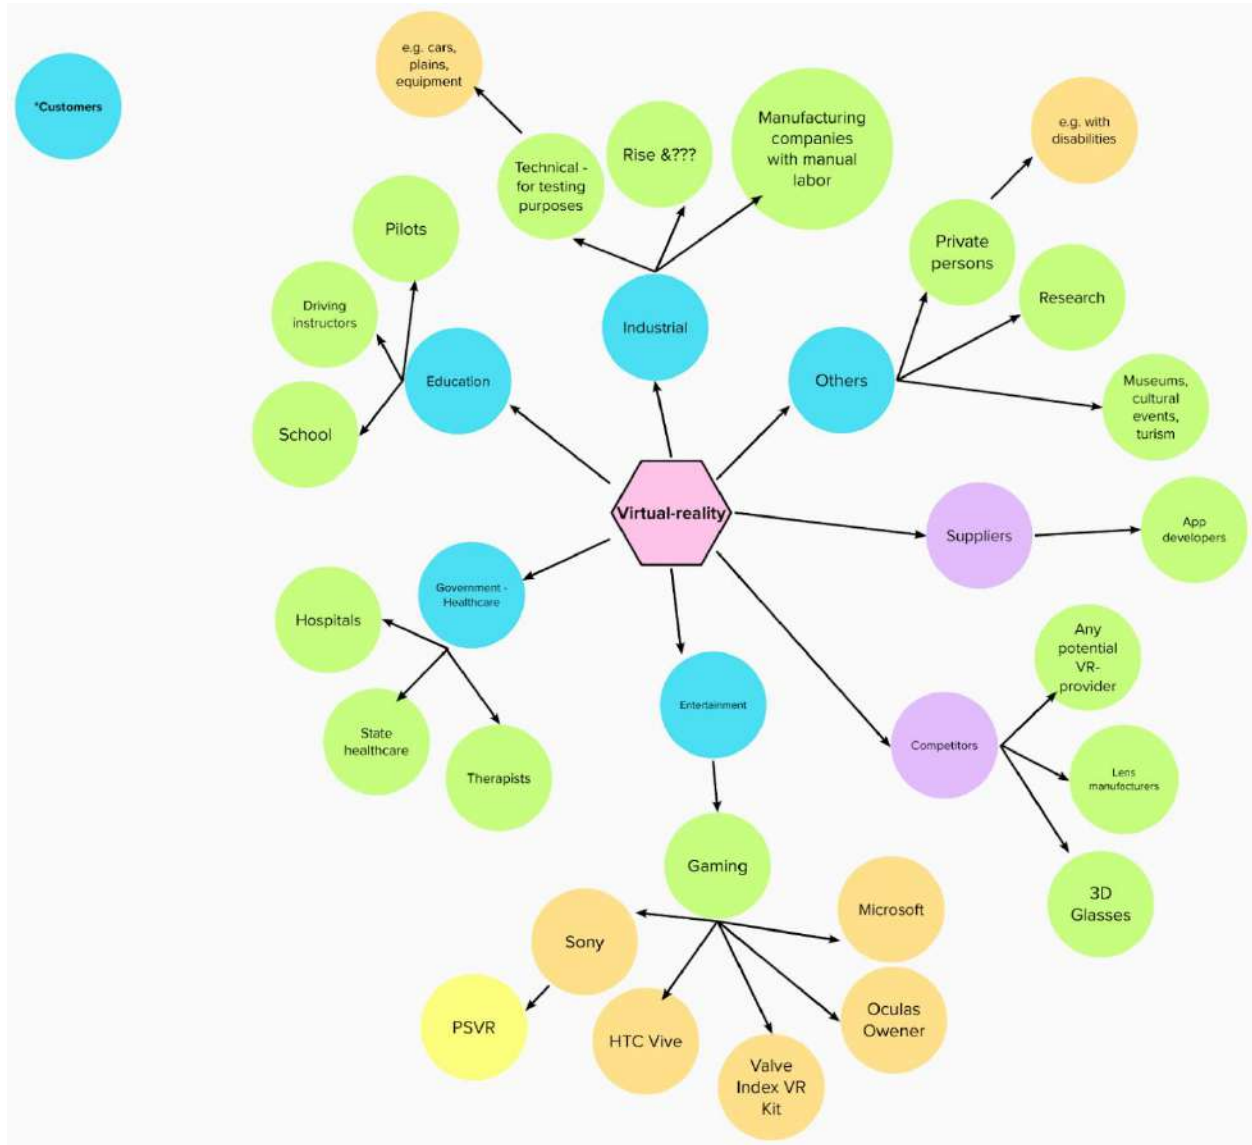 e.g. cars,
plains,
equipment
*Customers
Technical -
for testing
purposes
Rise &???
Manufacturing
companies
with manual
labor
e.g. with
disabilities
Pilots
Driving
instructors
School
Education
Industrial
Others
Private
persons
Research
Museums,
cultural
events,
turism
Virtual-reality
Suppliers
App
developers
Government -
Healthcare
Hospitals
State
healthcare
Therapists
Entertainment
Competitors
Any
potential
VR-
provider
Lens
manufacturers
3D
Glasses
Gaming
Sony
PSVR
HTC Vive
Valve
Index VR
Kit
Oculas
Owener
Microsoft